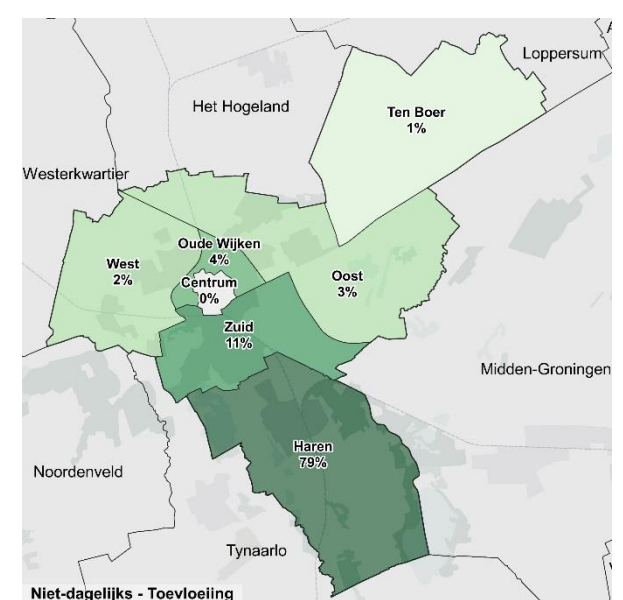 Loppersum
Het Hogeland
Ten Boer
1%
Westerkwartier
Oude Wijken
4%
West
2%
Centrum
0%
Oost
3%
Zuid
11%
Midden-Groningen
Haren
79%
Noordenveld
Tynaarlo
Niet-dagelijks - Toevloeiing